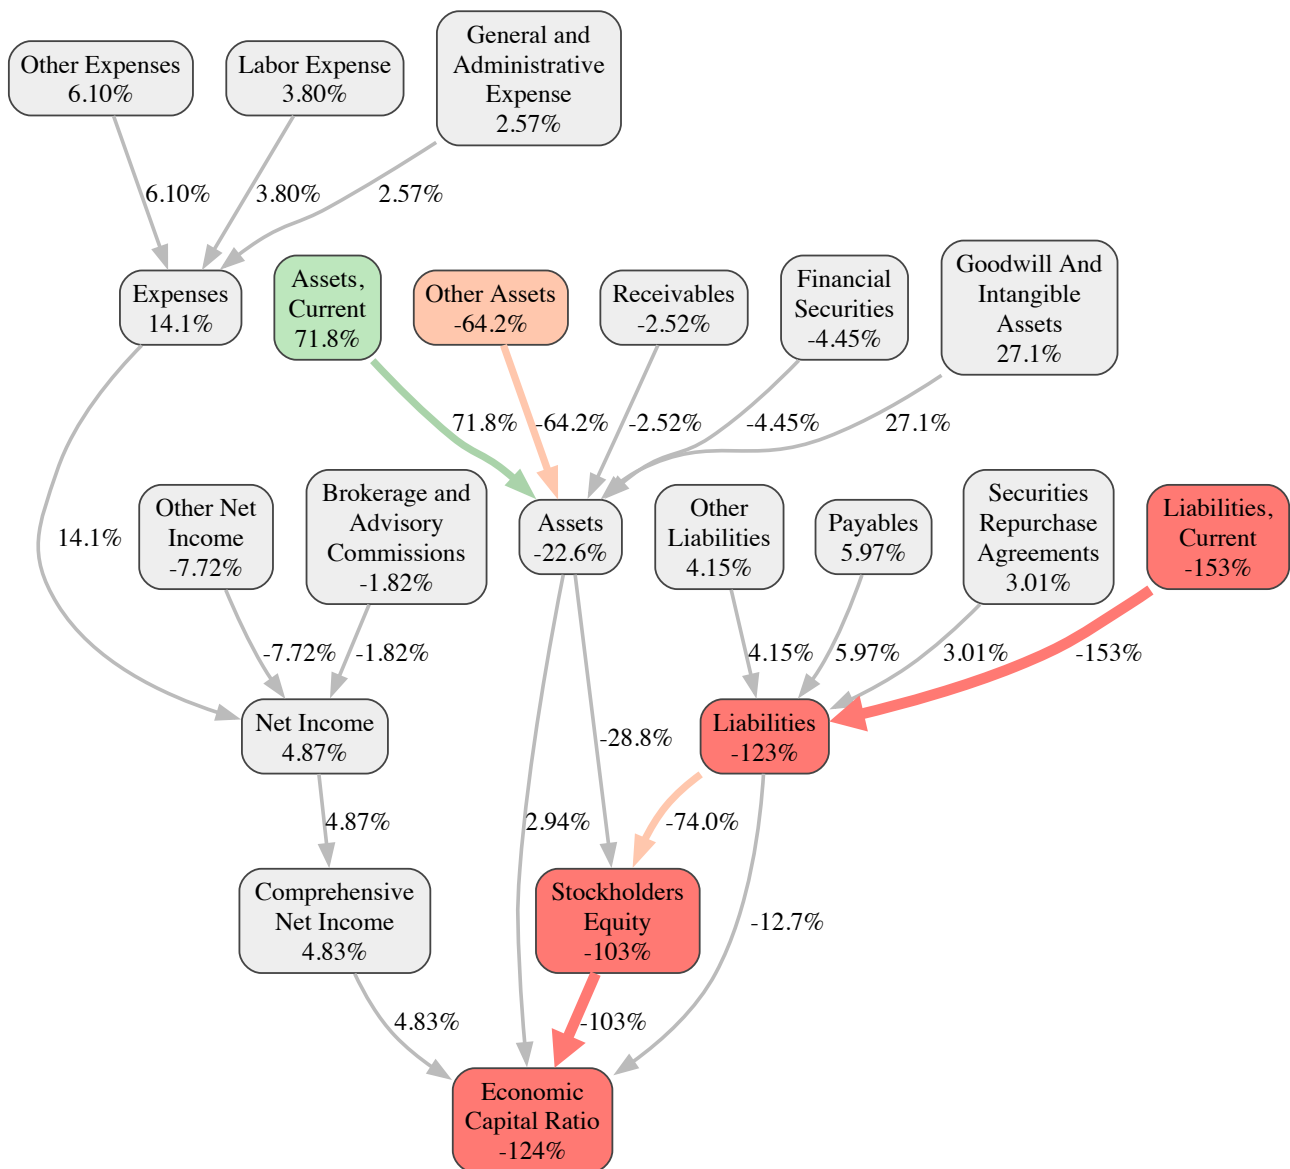 Other Expenses
6.10%
Labor Expense
3.80%
General and
Administrative
Expense
2.57%
6.10%
3.80%
2.57%
Expenses
14.1%
Assets,
Current
71.8%
Other Assets
-64.2%
Receivables
-2.52%
Financial
Securities
-4.45%
Goodwill And
Intangible
Assets
27.1%
71.8%
-64.2%
-2.52%
-4.45%
27.1%
14.1%
Other Net
Income
-7.72%
Brokerage and
Advisory
Commissions
-1.82%
Assets
-22.6%
Other
Liabilities
4.15%
Payables
5.97%
Securities
Repurchase
Agreements
3.01%
Liabilities,
Current
-153%
-7.72%
-1.82%
4.15%
5.97%
3.01%
-153%
Net Income
4.87%
-28.8%
Liabilities
-123%
4.87%
2.94%
-74.0%
Comprehensive
Net Income
4.83%
Stockholders
Equity
-103%
-12.7%
4.83%
-103%
Economic
Capital Ratio
-124%